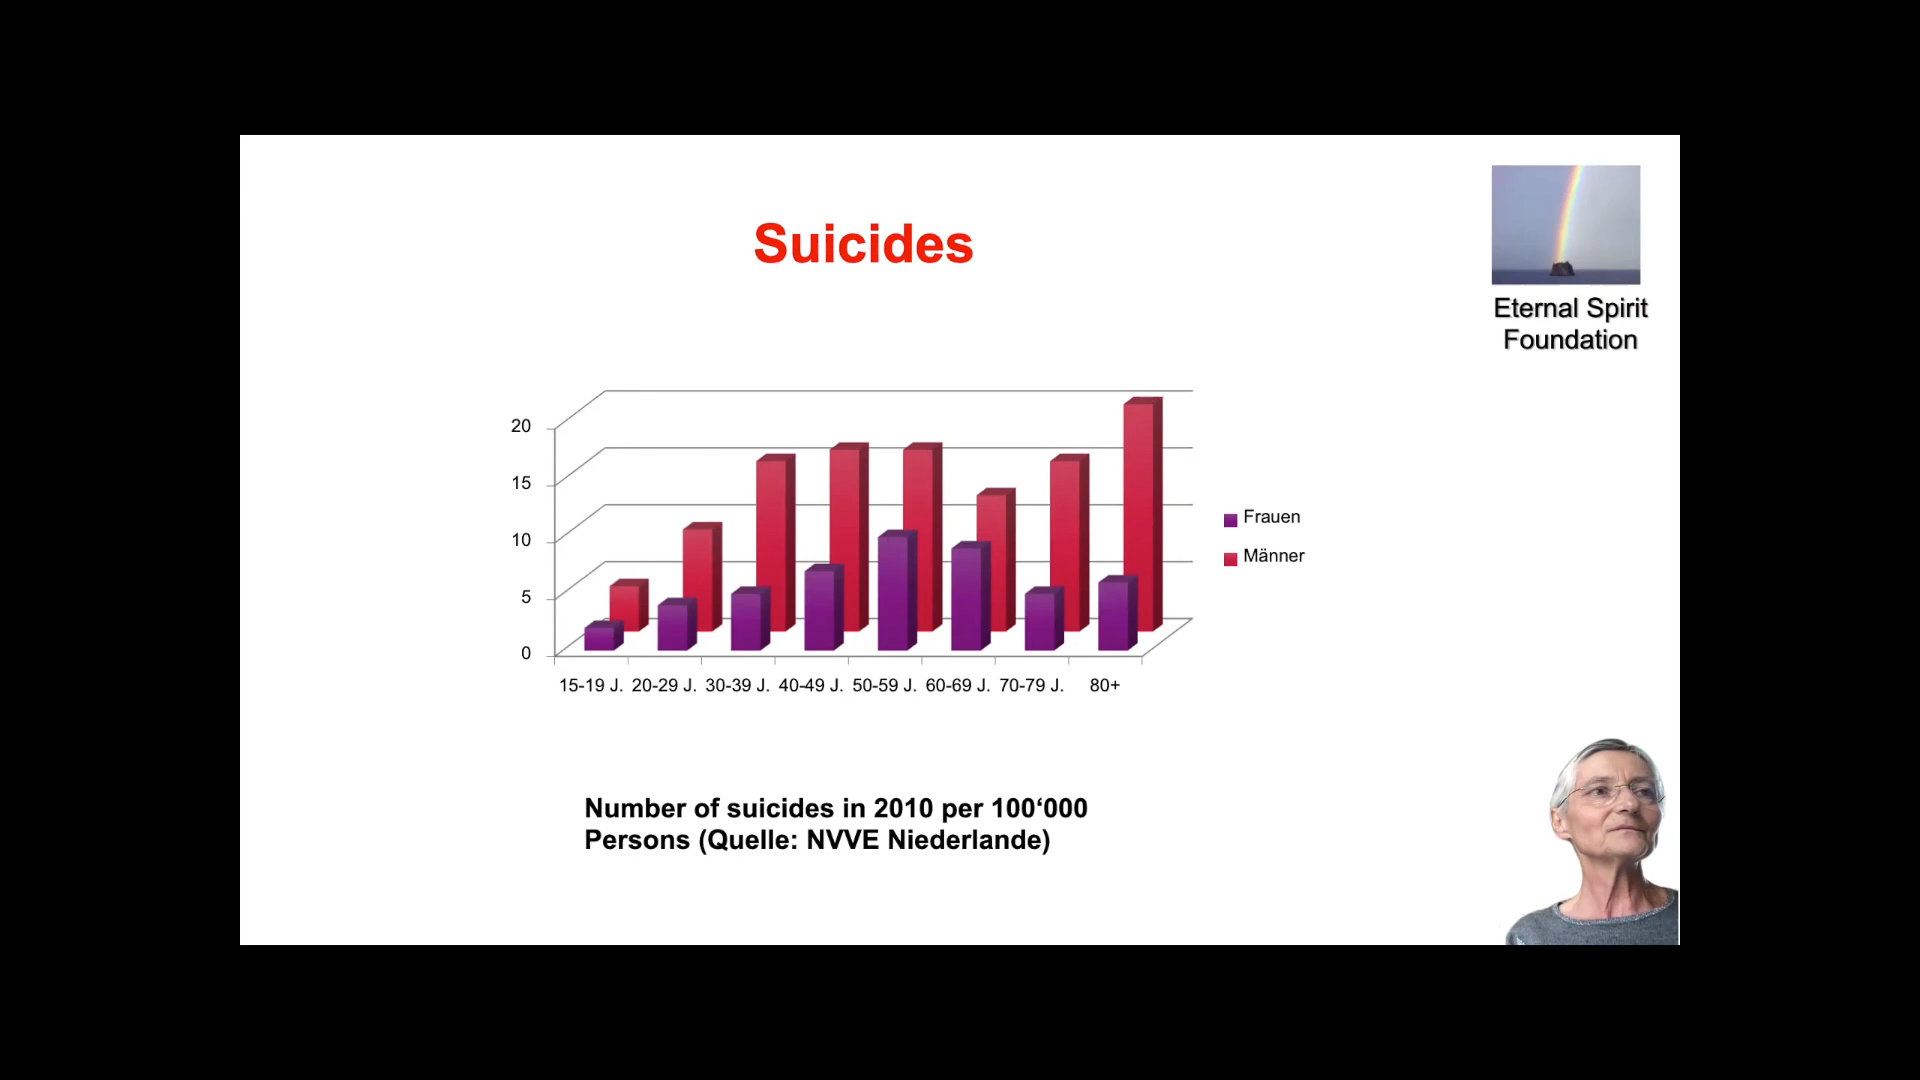 Suicides
Eternal Spirit
Foundation
20
15
10
5
0
15-19 J. 20-29 J. 30-39 J. 40-49 J. 50-59 J. 60-69 J. 70-79 J. 80+
Frauen
Männer
Number of suicides in 2010 per 100‘000
Persons (Quelle: NVVE Niederlande)